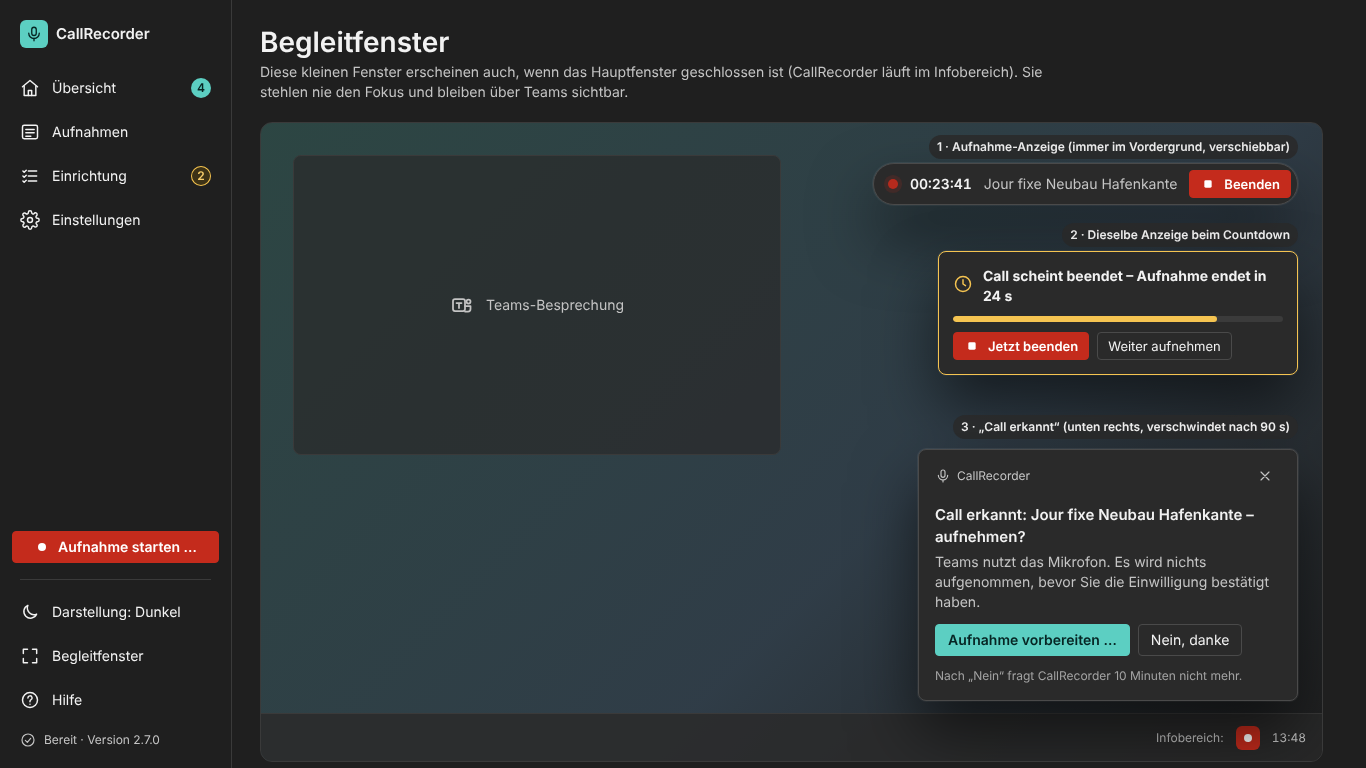 CallRecorder
Übersicht 4
Aufnahmen
Einrichtung 2
Einstellungen
Aufnahme starten …
Darstellung: Dunkel
Begleitfenster
Hilfe
Bereit · Version 2.7.0
Begleitfenster
Diese kleinen Fenster erscheinen auch, wenn das Hauptfenster geschlossen ist (CallRecorder läuft im Infobereich). Sie
stehlen nie den Fokus und bleiben über Teams sichtbar.
Teams-Besprechung
1 · Aufnahme-Anzeige (immer im Vordergrund, verschiebbar)
00:23:41 Jour fixe Neubau Hafenkante Beenden
2 · Dieselbe Anzeige beim Countdown
Call scheint beendet – Aufnahme endet in
24 s
Jetzt beenden Weiter aufnehmen
3 · „Call erkannt“ (unten rechts, verschwindet nach 90 s)
CallRecorder
Call erkannt: Jour fixe Neubau Hafenkante –
aufnehmen?
Teams nutzt das Mikrofon. Es wird nichts
aufgenommen, bevor Sie die Einwilligung bestätigt
haben.
Aufnahme vorbereiten … Nein, danke
Nach „Nein“ fragt CallRecorder 10 Minuten nicht mehr.
Infobereich: 13:48